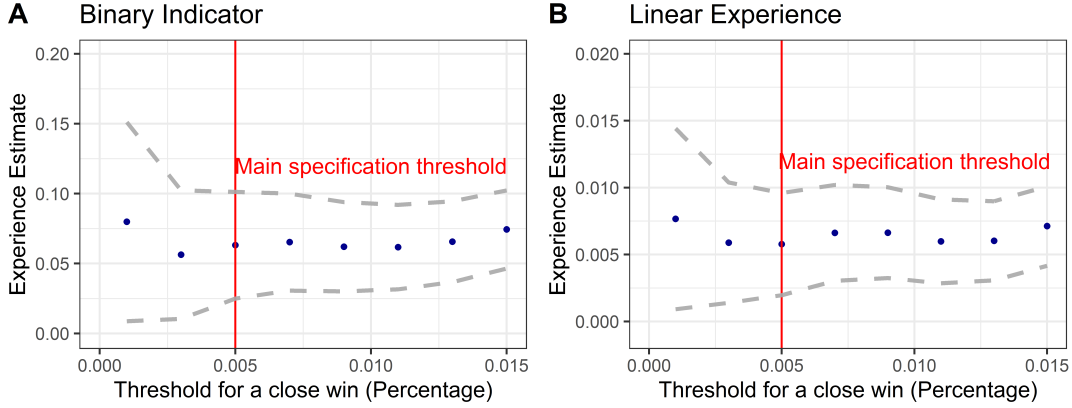 A Binary Indicator
Experience Estimate
0.20
0.15
0.10
0.05
0.00
Main specification threshold
0.000 0.005 0.010 0.015
Threshold for a close win (Percentage)
B Linear Experience
Experience Estimate
0.020
0.015
0.010
0.005
0.000
Main specification threshold
0.000 0.005 0.010 0.015
Threshold for a close win (Percentage)